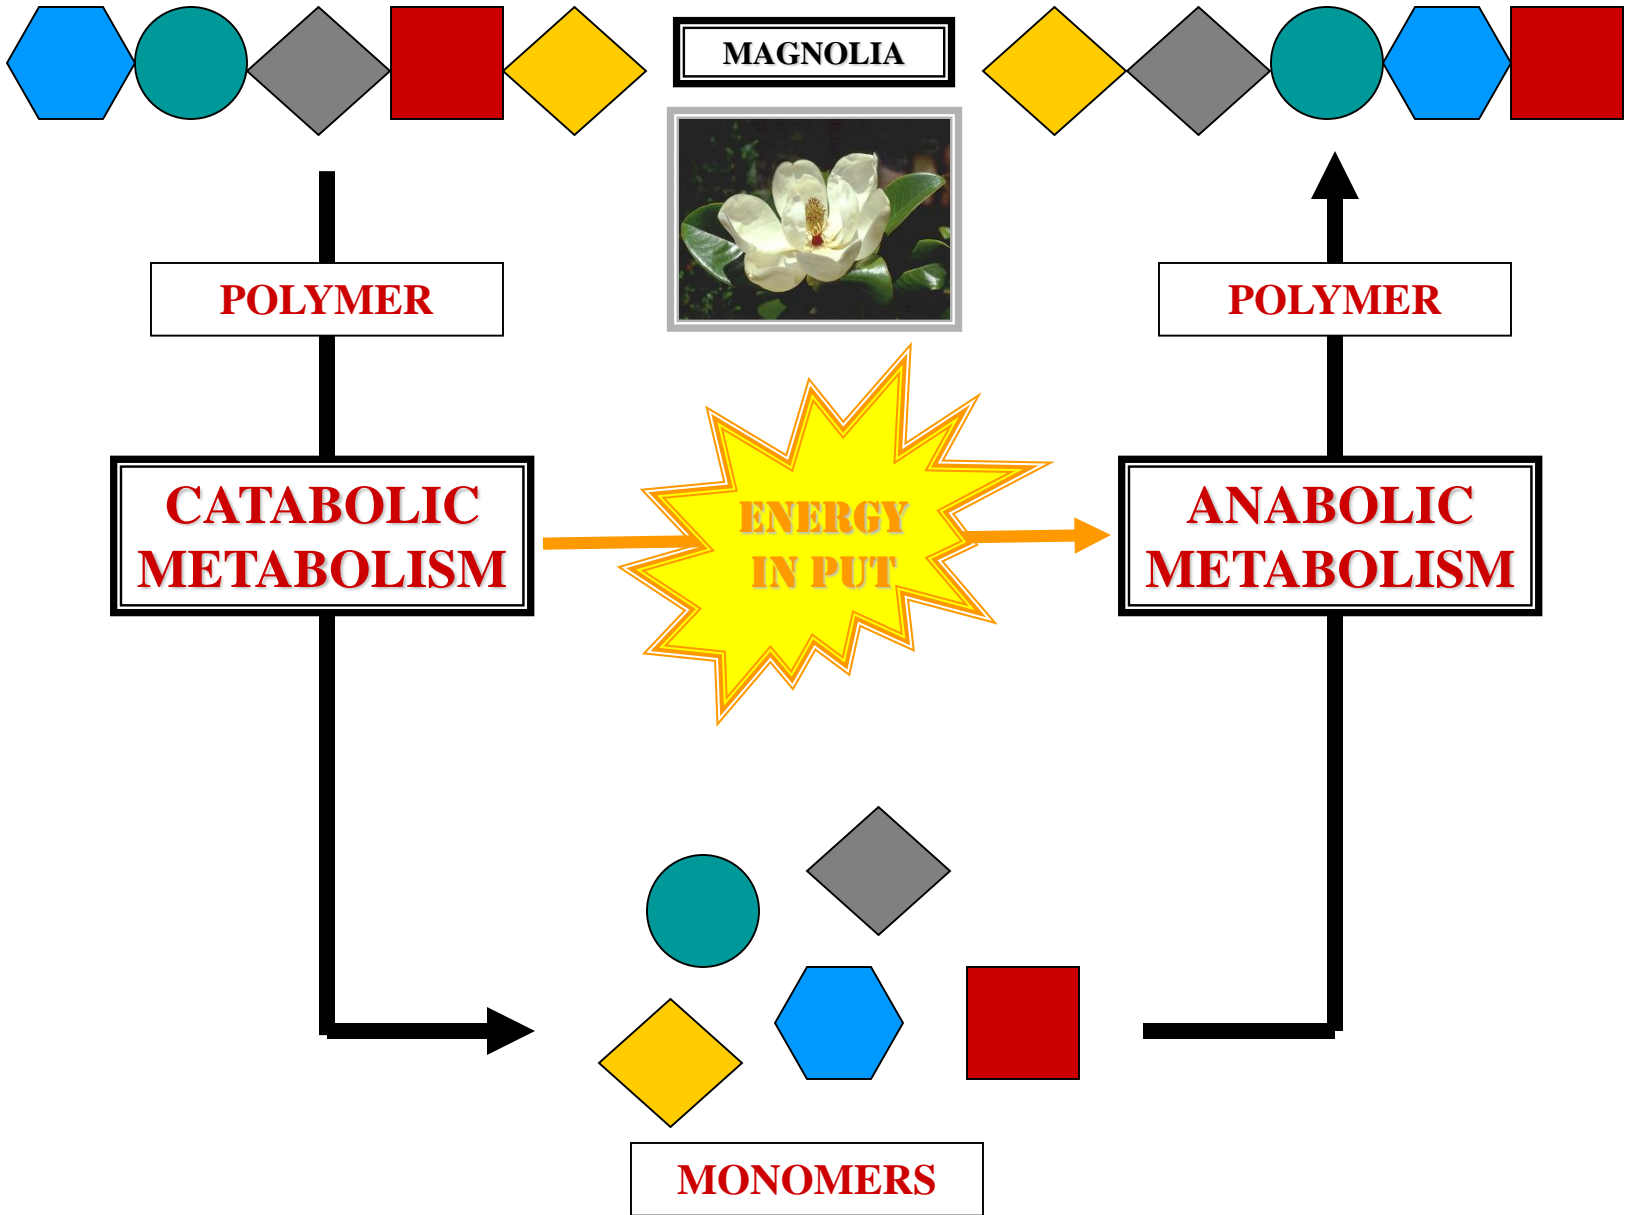 MAGNOLIA
POLYMER
POLYMER
CATABOLIC
METABOLISM
ENERGY
IN PUT
ANABOLIC
METABOLISM
MONOMERS